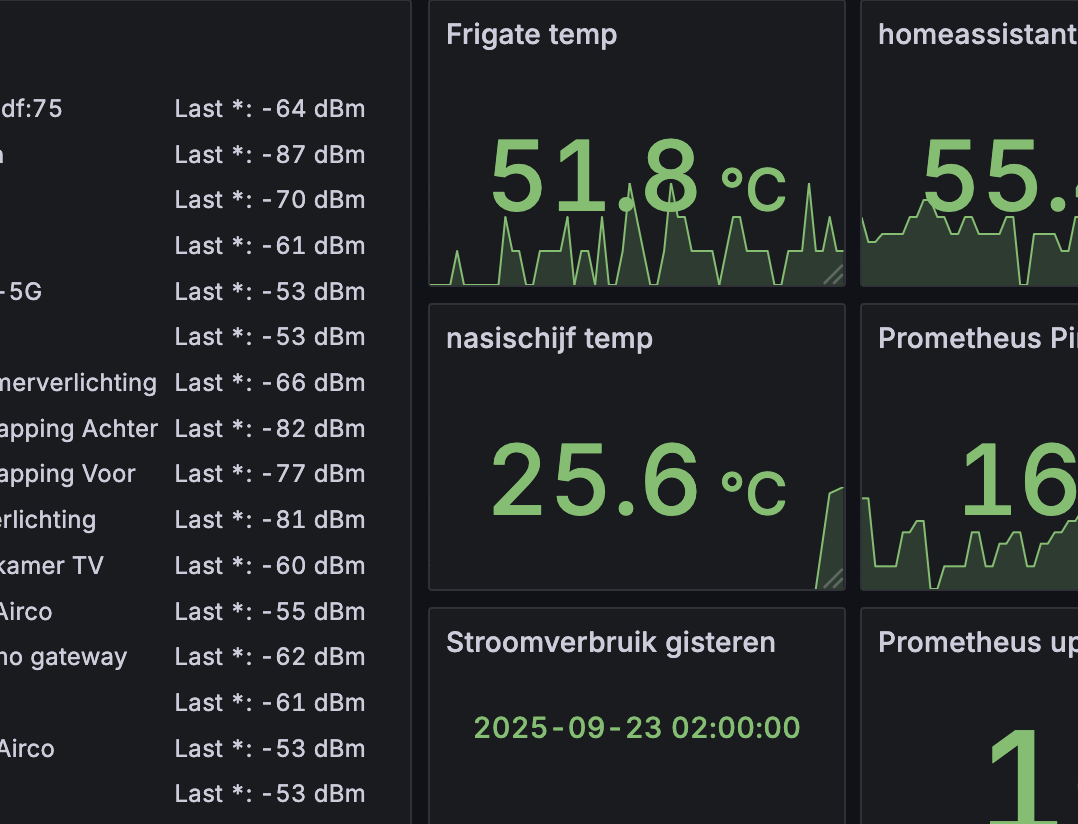 df:75 Last *: -64 dBm
Last *: -87 dBm
Last *: -70 dBm
Last *: -61 dBm
-5G Last *: -53 dBm
Last *: -53 dBm
merverlichting Last *: -66 dBm
apping Achter Last *: -82 dBm
apping Voor Last *: -77 dBm
erlichting Last *: -81 dBm
kamer TV Last *: -60 dBm
Airco Last *: -55 dBm
no gateway Last *: -62 dBm
Last *: -61 dBm
Airco Last *: -53 dBm
Last *: -53 dBm
Frigate temp
51.8 °C
homeassistant
55.
nasischijf temp
25.6 °C
Prometheus Pi
16
Stroomverbruik gisteren
2025-09-23 02:00:00
Prometheus up
1